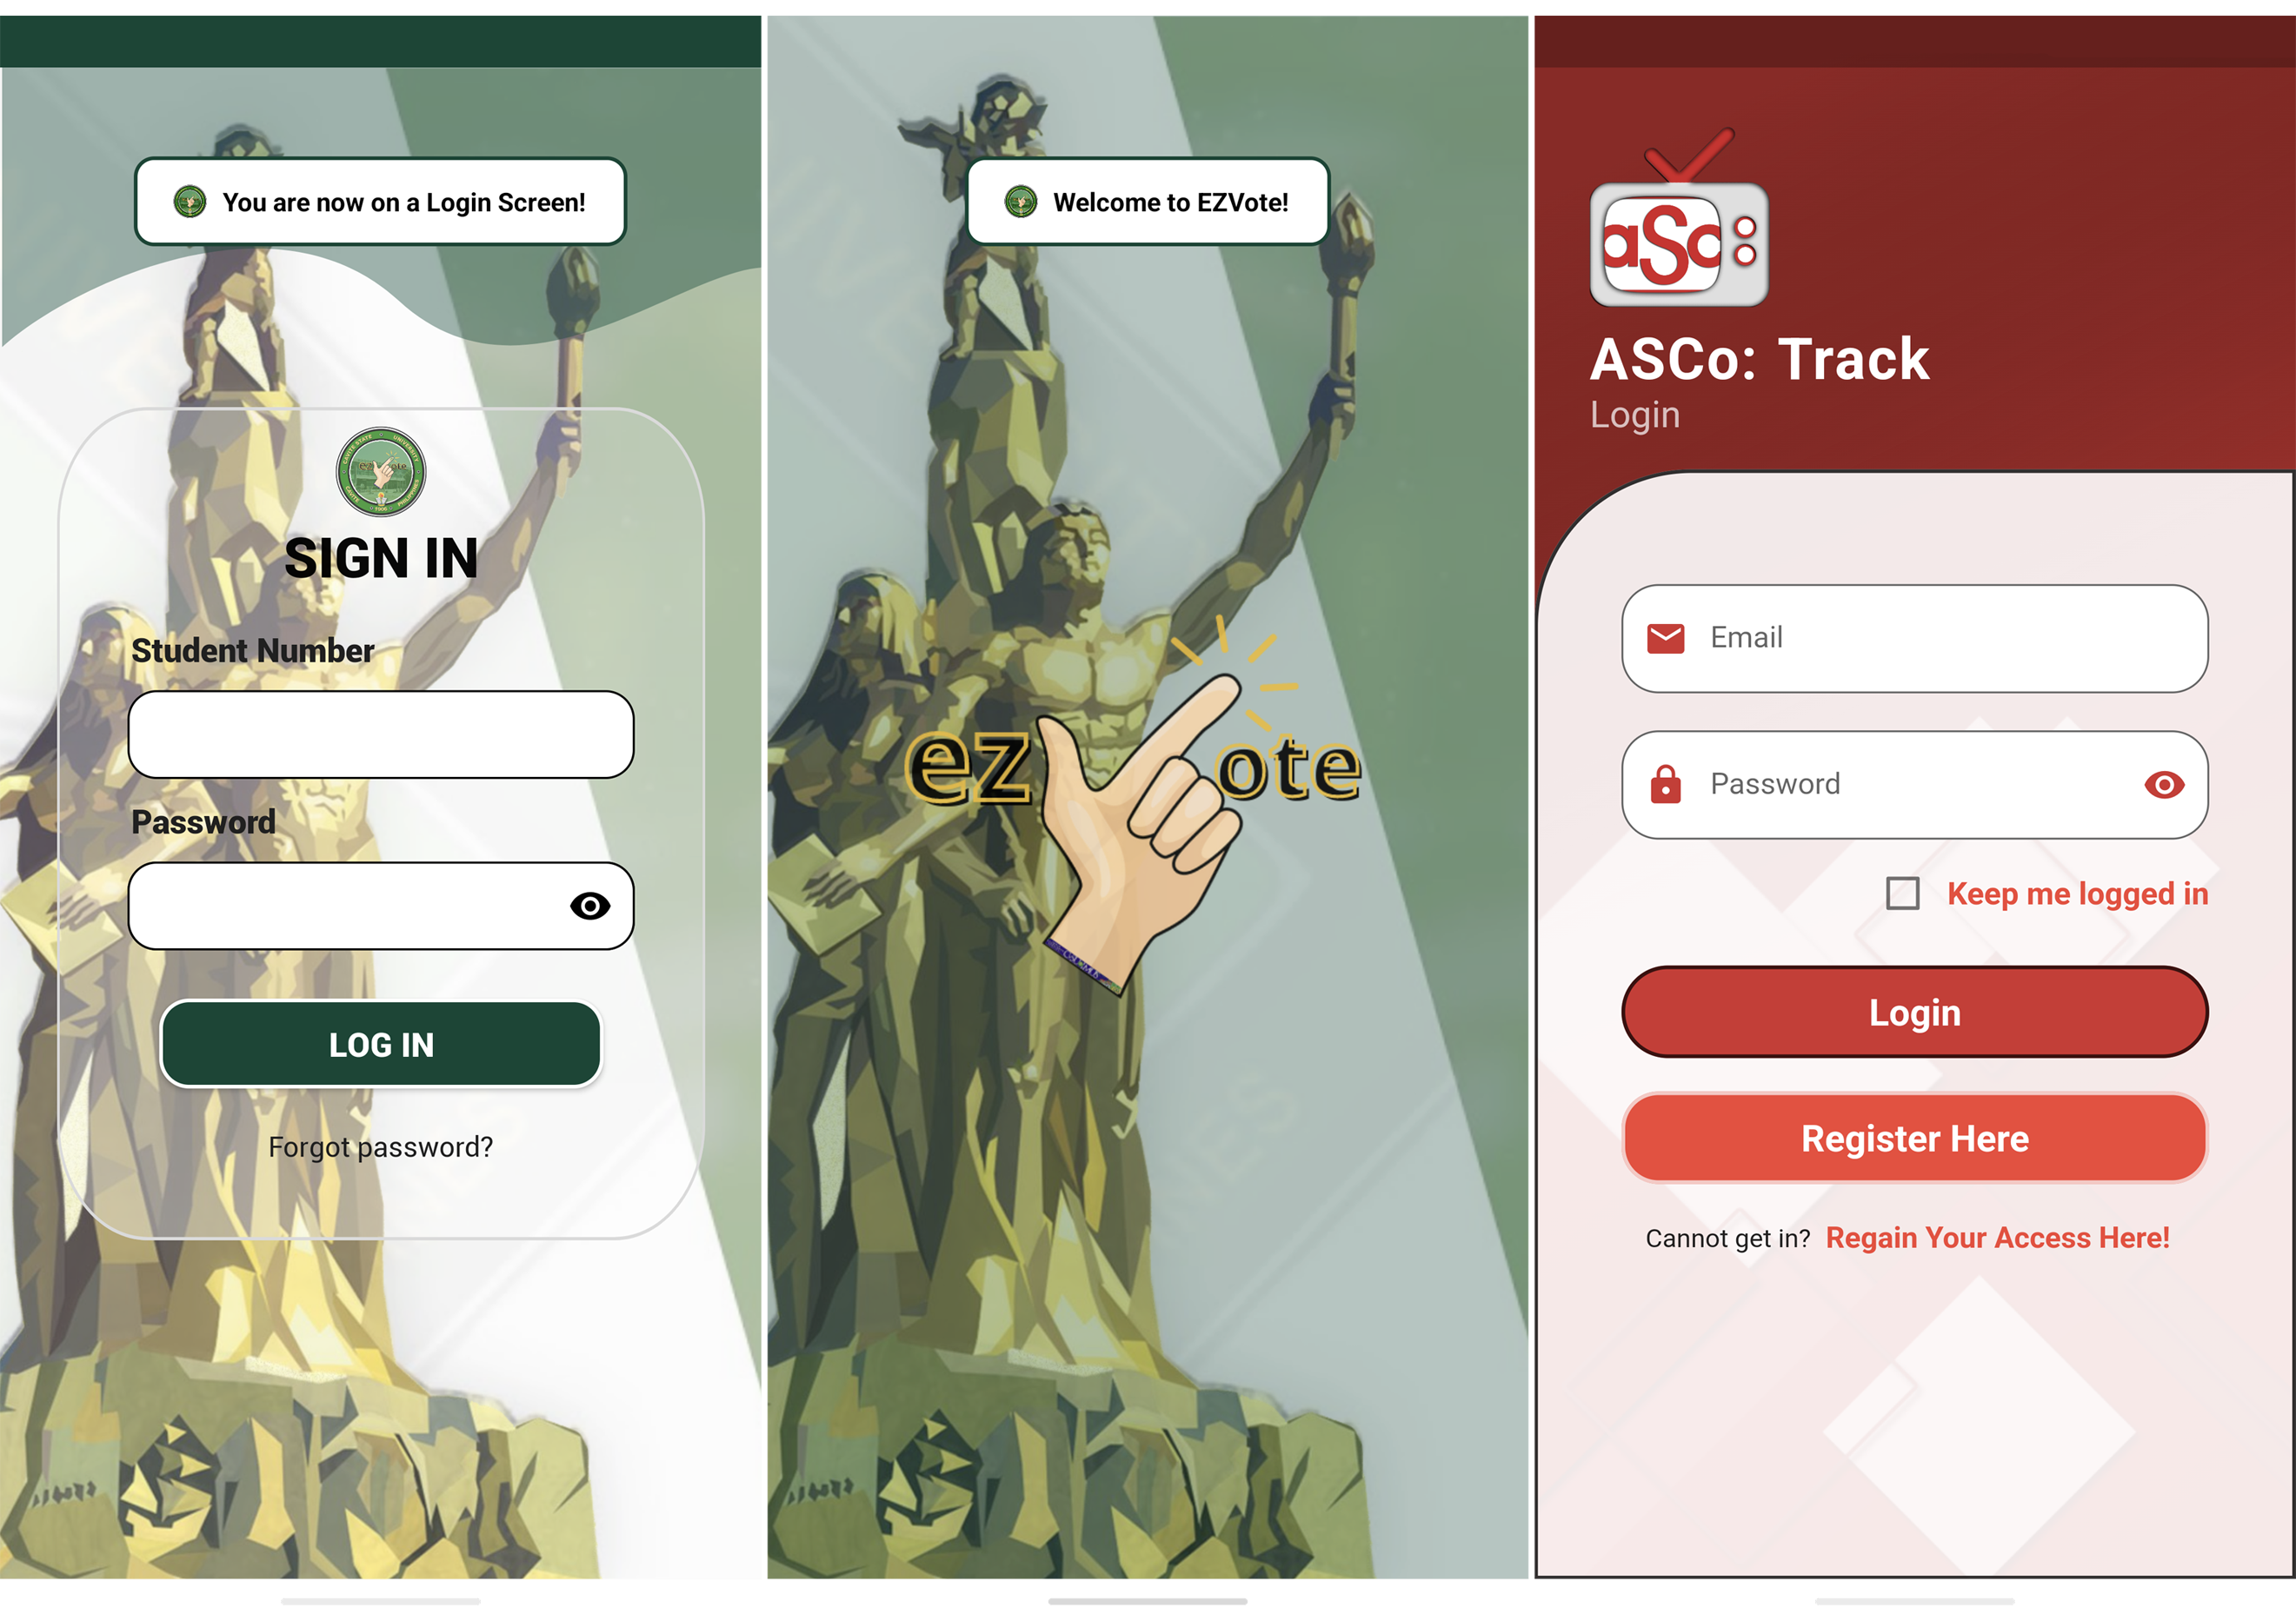 You are now on a Login Screen!
SIGN IN
Student Number
Password
LOG IN
Forgot password?
Welcome to EZVote!
ez ote
aSc
ASCo: Track
Login
Email
Password
Keep me logged in
Login
Register Here
Cannot get in? Regain Your Access Here!